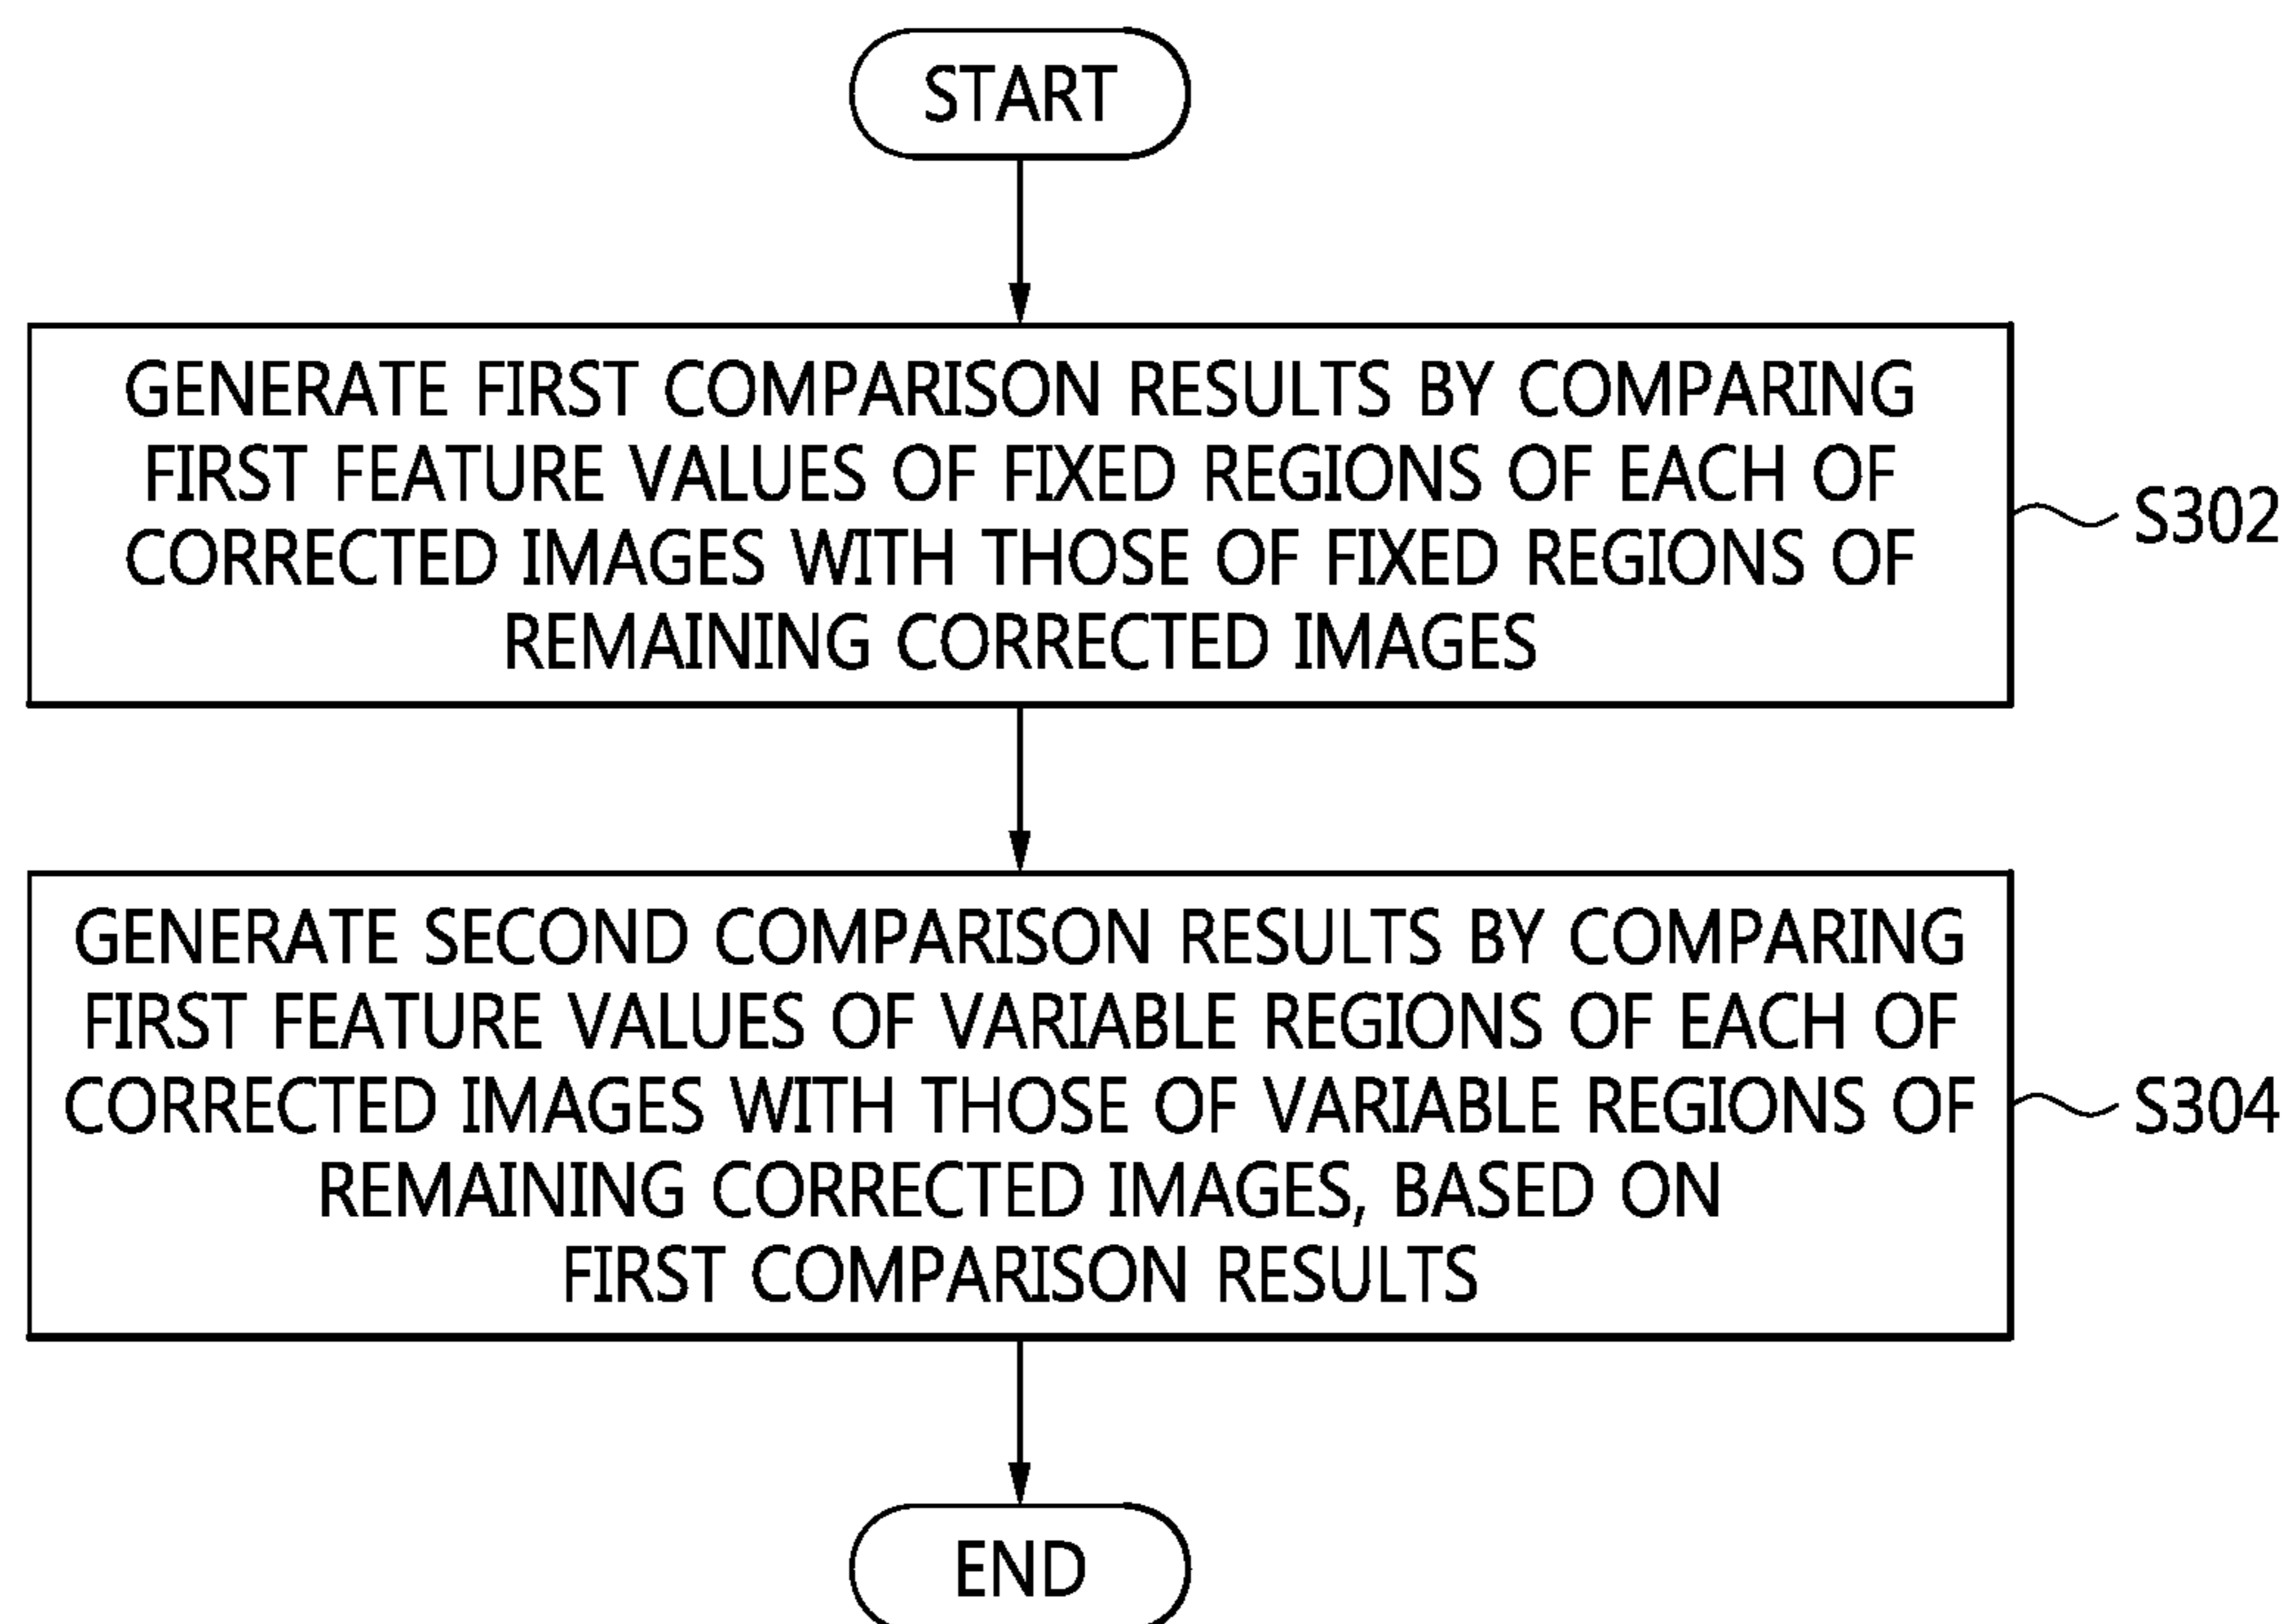 START
GENERATE FIRST COMPARISON RESULTS BY COMPARING
FIRST FEATURE VALUES OF FIXED REGIONS OF EACH OF
CORRECTED IMAGES WITH THOSE OF FIXED REGIONS OF
REMAINING CORRECTED IMAGES
S302
GENERATE SECOND COMPARISON RESULTS BY COMPARING
FIRST FEATURE VALUES OF VARIABLE REGIONS OF EACH OF
CORRECTED IMAGES WITH THOSE OF VARIABLE REGIONS OF
REMAINING CORRECTED IMAGES, BASED ON
FIRST COMPARISON RESULTS
S304
END